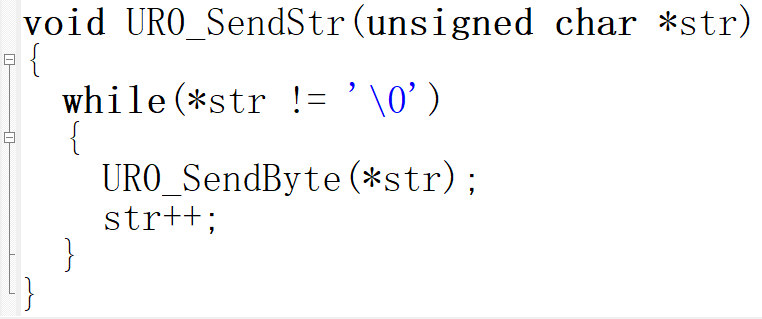 void UR0_SendStr(unsigned char *str)
{
  while(*str != '\0')
  {
    UR0_SendByte(*str);
    str++;
  }
}